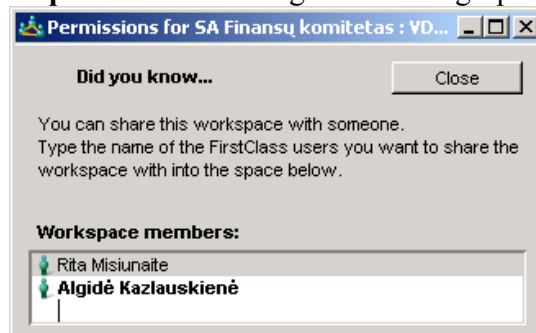 Permissions for SA Finansų komitetas : VD...
Did you know...
Close
You can share this workspace with someone.
Type the name of the FirstClass users you want to share the
workspace with into the space below.
Workspace members:
Rita Misiunaite
Algidė Kazlauskienė